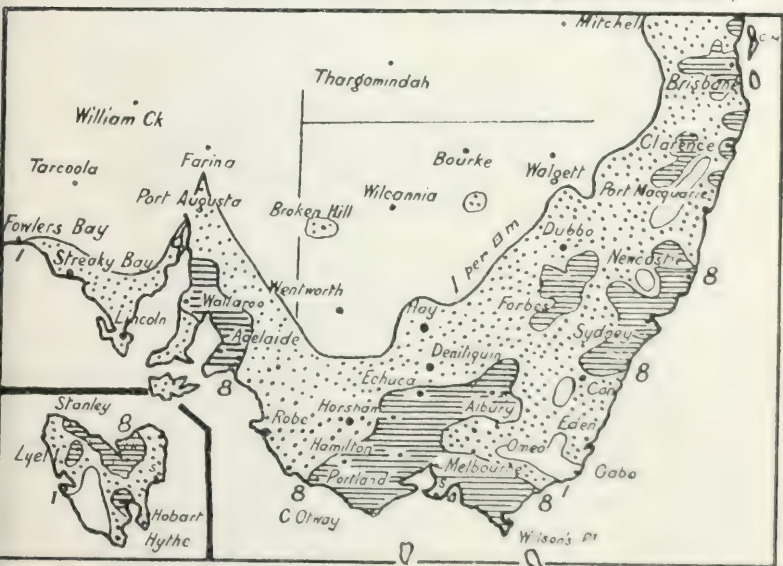 Mitchell
C.M
Thargomindah
Brisbane
William Ck
Clarence
Farina
Bourke
Walgett
Tarcoola
Port Augusta
Wilcannia
Port Macquarie
Broken Hill
Fowlers Bay
1 per □m
Dubbo
1
Streaky Bay
Newcastle
Wentworth
8
Wallaroo
Hay
Forbes
Lincoln
Sydney
Adelaide
Deniliquin
8
Echuca
Can
8
Stanley
Horsham
Albury
8
Robe
Eden
Lyell
Hamilton
Omeo
S
Melbourne
Gabo
Portland
S
1
8
8
1
Hobart
C Otway
Hythe
Wilson's Pt